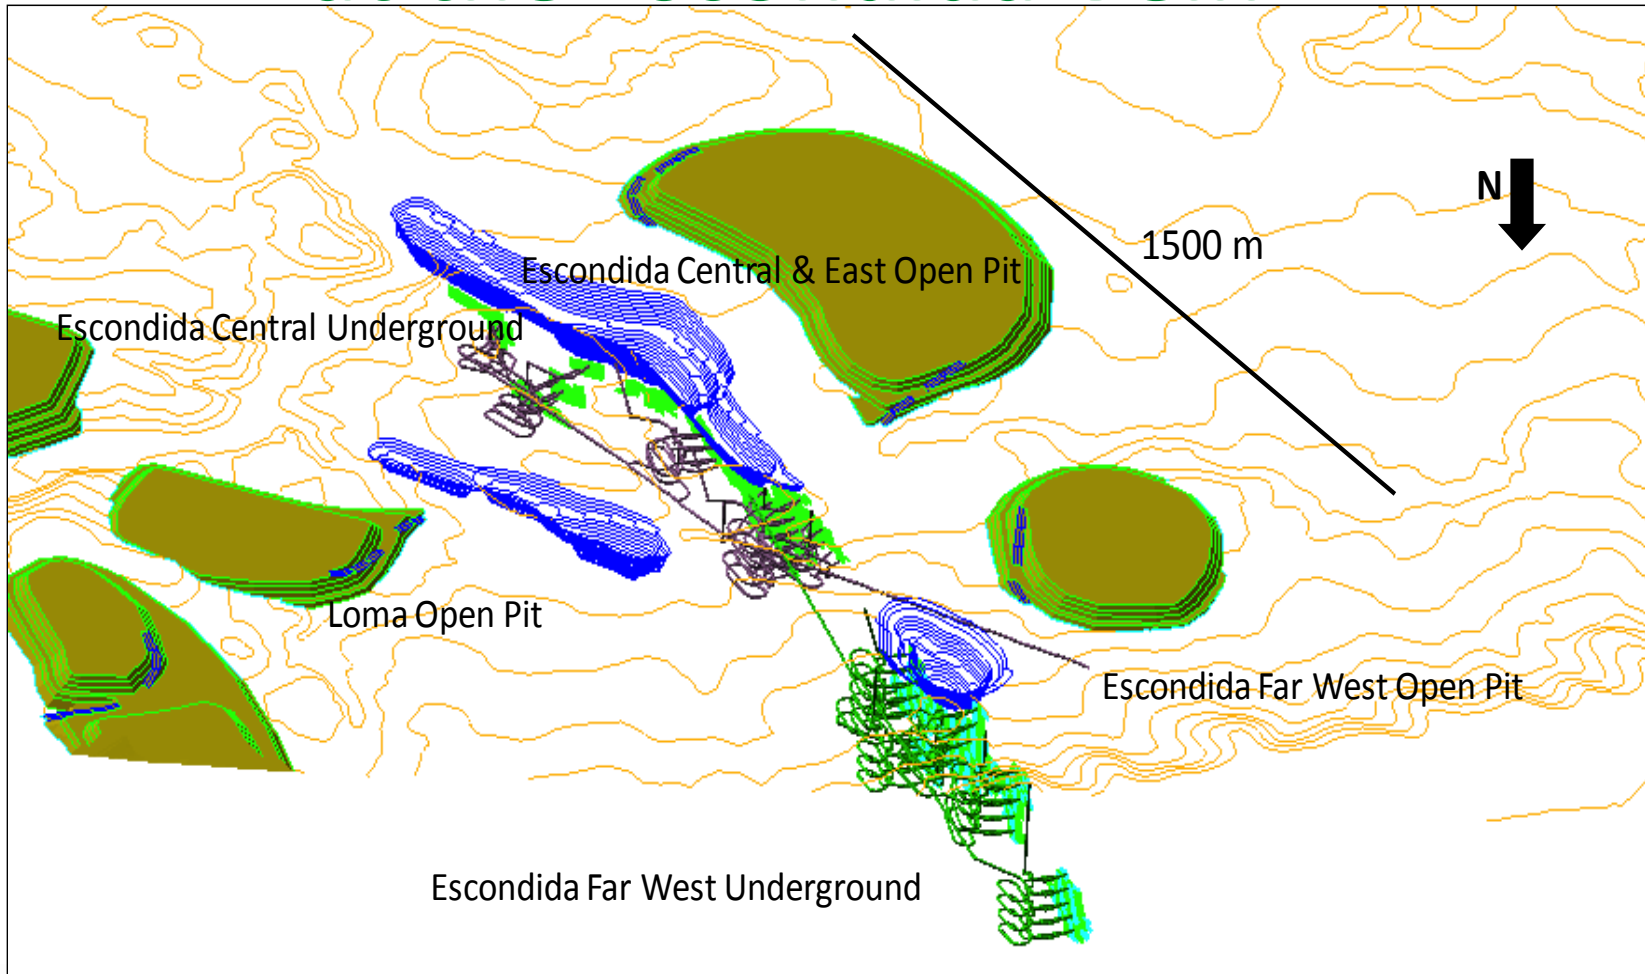 N
1500 m
Escondida Central & East Open Pit
Escondida Central Underground
Loma Open Pit
Escondida Far West Open Pit
Escondida Far West Underground